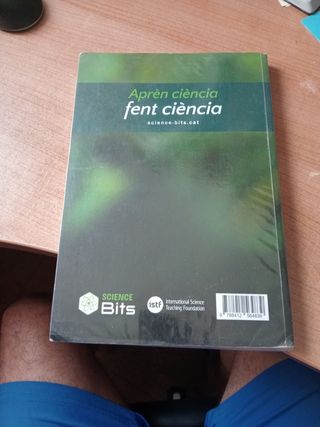 Aprèn ciència
fent ciència
science-bits.cat
SCIENCE
Bits
istf
International Science
Teaching Foundation